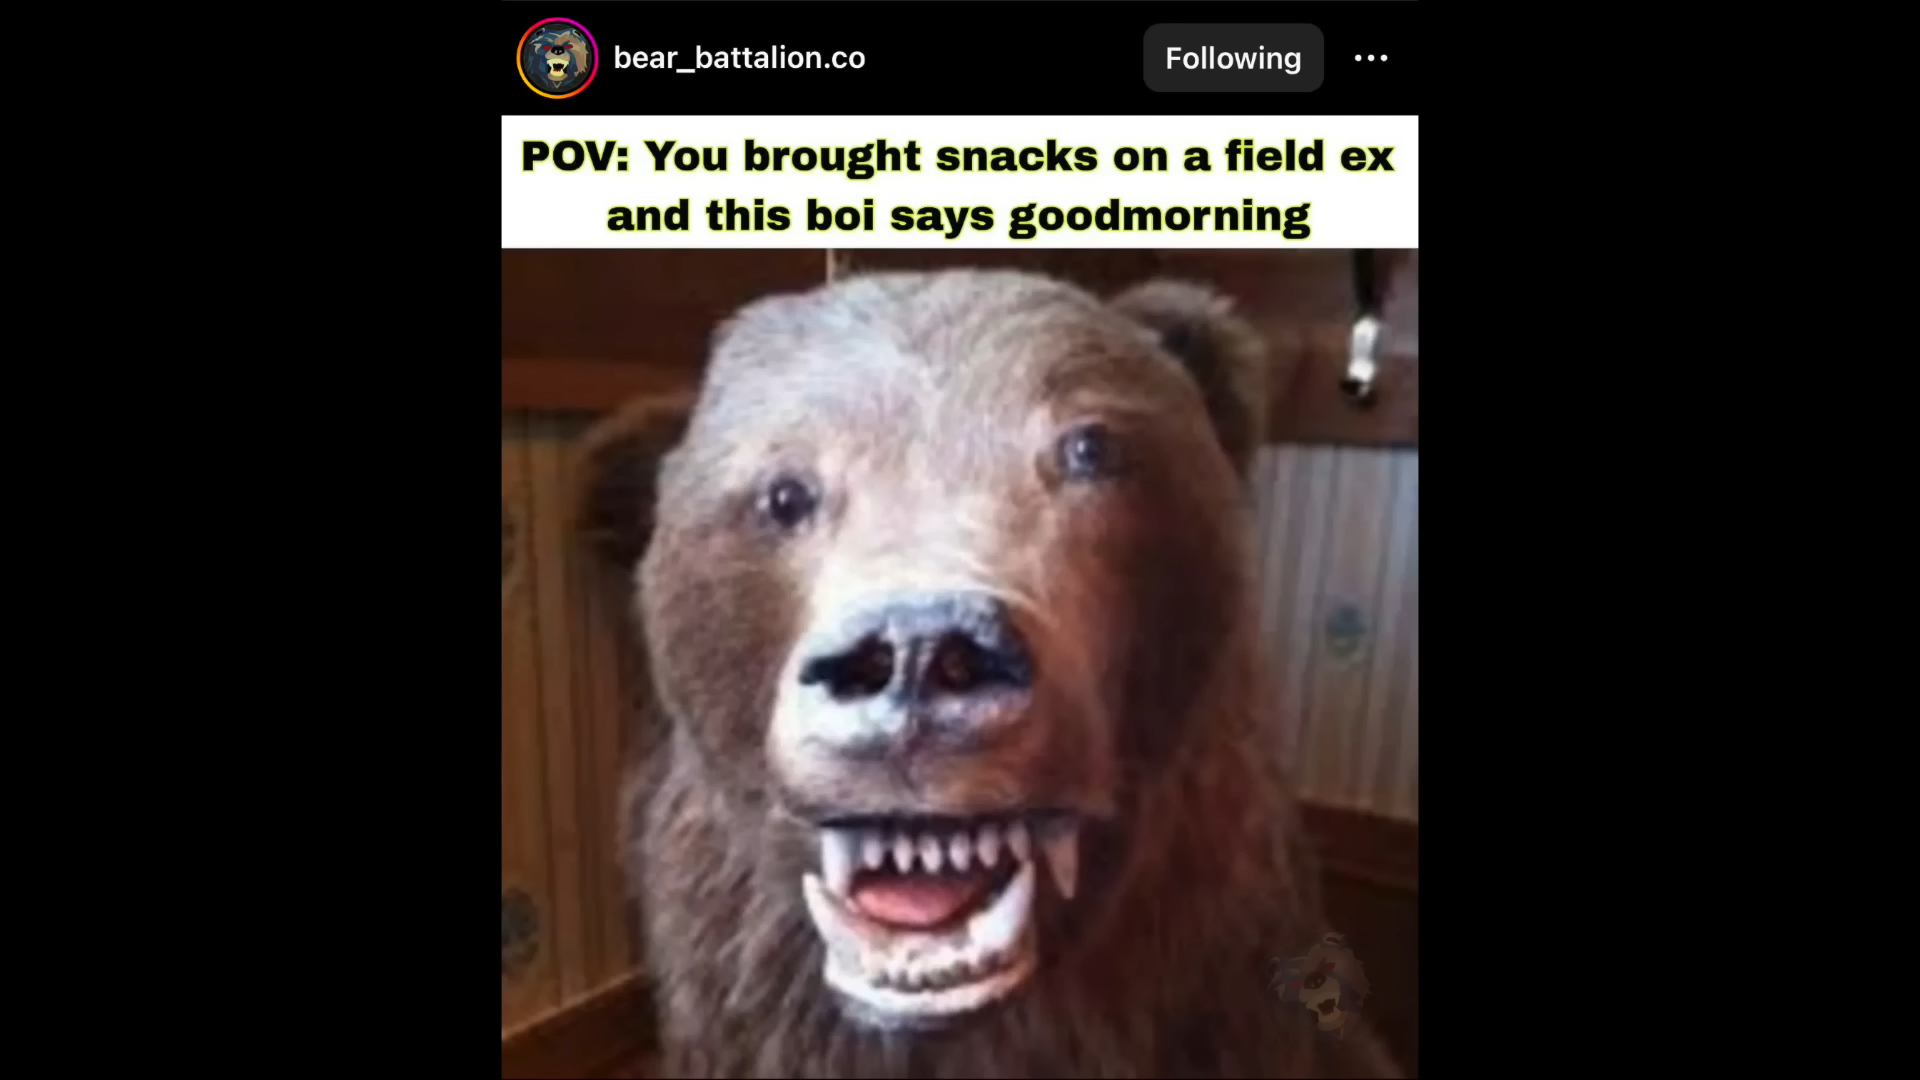 bear_battalion.co
Following
POV: You brought snacks on a field ex
and this boi says goodmorning